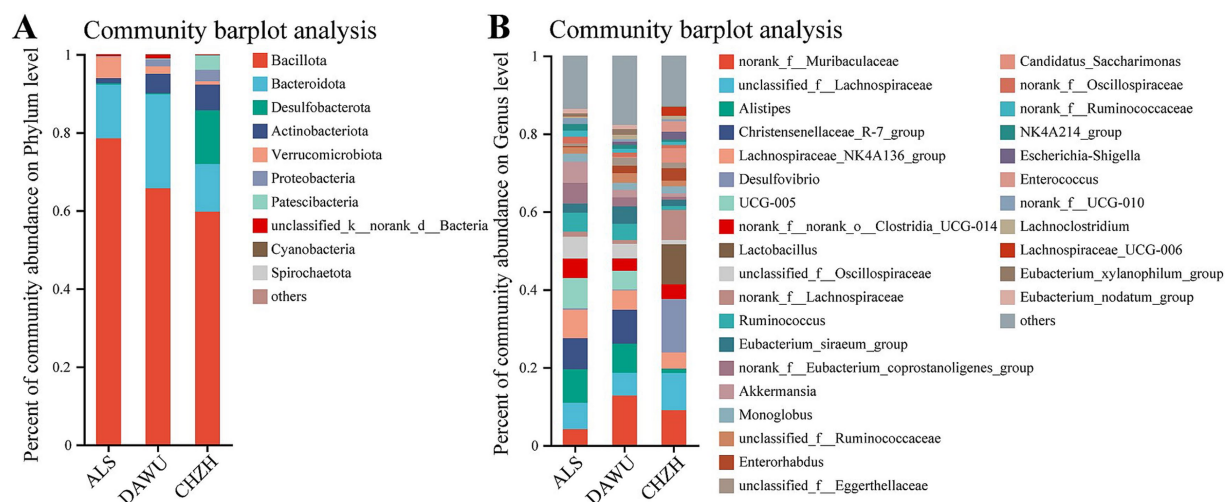 A
Community barplot analysis
Percent of community abundance on Phylum level
1
0.8
0.6
0.4
0.2
0
ALS
DAWU
CHZH
Bacillota
Bacteroidota
Desulfobacterota
Actinobacteriota
Verrucomicrobiota
Proteobacteria
Patescibacteria
unclassified_k__norank_d__Bacteria
Cyanobacteria
Spirochaetota
others
B
Community barplot analysis
Percent of community abundance on Genus level
1
0.8
0.6
0.4
0.2
0
ALS
DAWU
CHZH
norank_f__Muribaculaceae
unclassified_f__Lachnospiraceae
Alistipes
Christensenellaceae_R-7_group
Lachnospiraceae_NK4A136_group
Desulfovibrio
UCG-005
norank_f__norank_o__Clostridia_UCG-014
Lactobacillus
unclassified_f__Oscillospiraceae
norank_f__Lachnospiraceae
Ruminococcus
Eubacterium_siraeum_group
norank_f__Eubacterium_coprostanoligenes_group
Akkermansia
Monoglobus
unclassified_f__Ruminococcaceae
Enterorhabdus
unclassified_f__Eggerthellaceae
Candidatus_Saccharimonas
norank_f__Oscillospiraceae
norank_f__Ruminococcaceae
NK4A214_group
Escherichia-Shigella
Enterococcus
norank_f__UCG-010
Lachnoclostridium
Lachnospiraceae_UCG-006
Eubacterium_xylanophilum_group
Eubacterium_nodatum_group
others